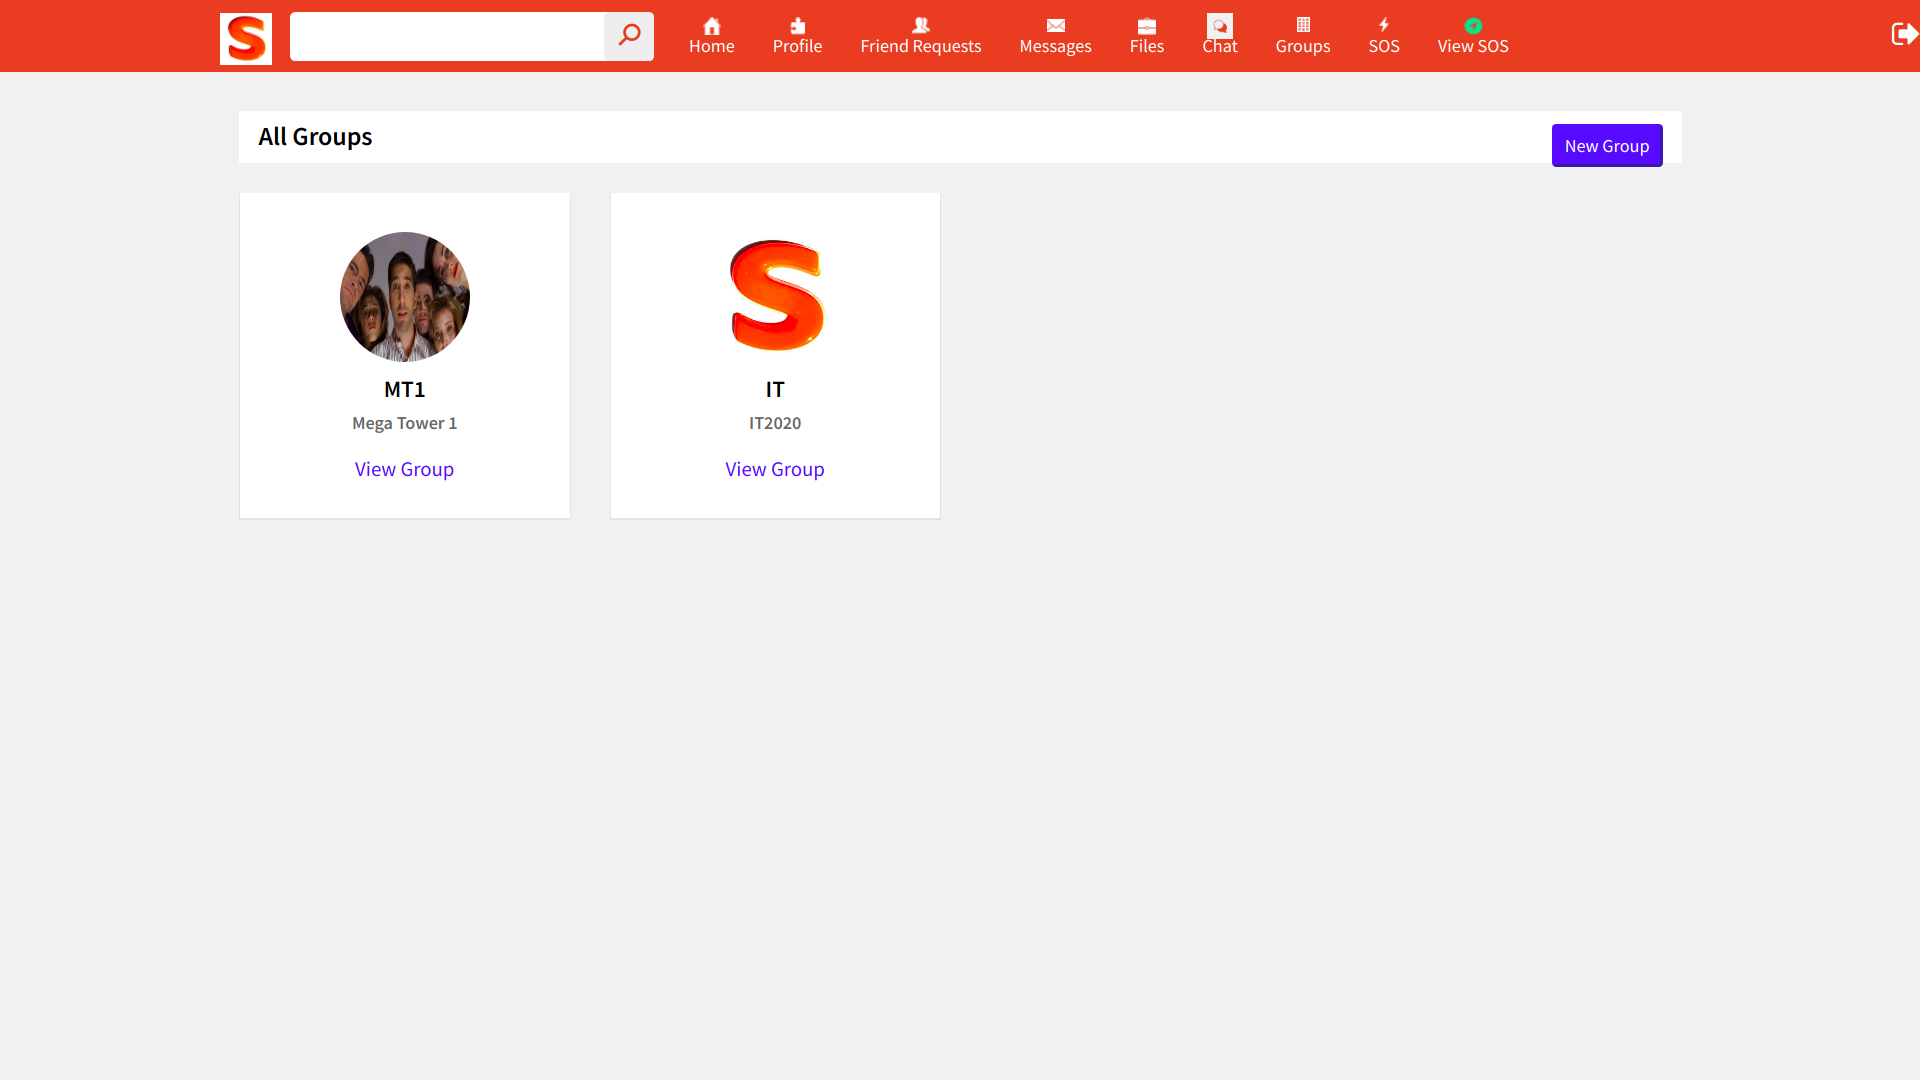 S
Home
Profile
Friend Requests
Messages
Files
Chat
Groups
SOS
View SOS
All Groups
New Group
S
MT1
IT
Mega Tower 1
IT2020
View Group
View Group